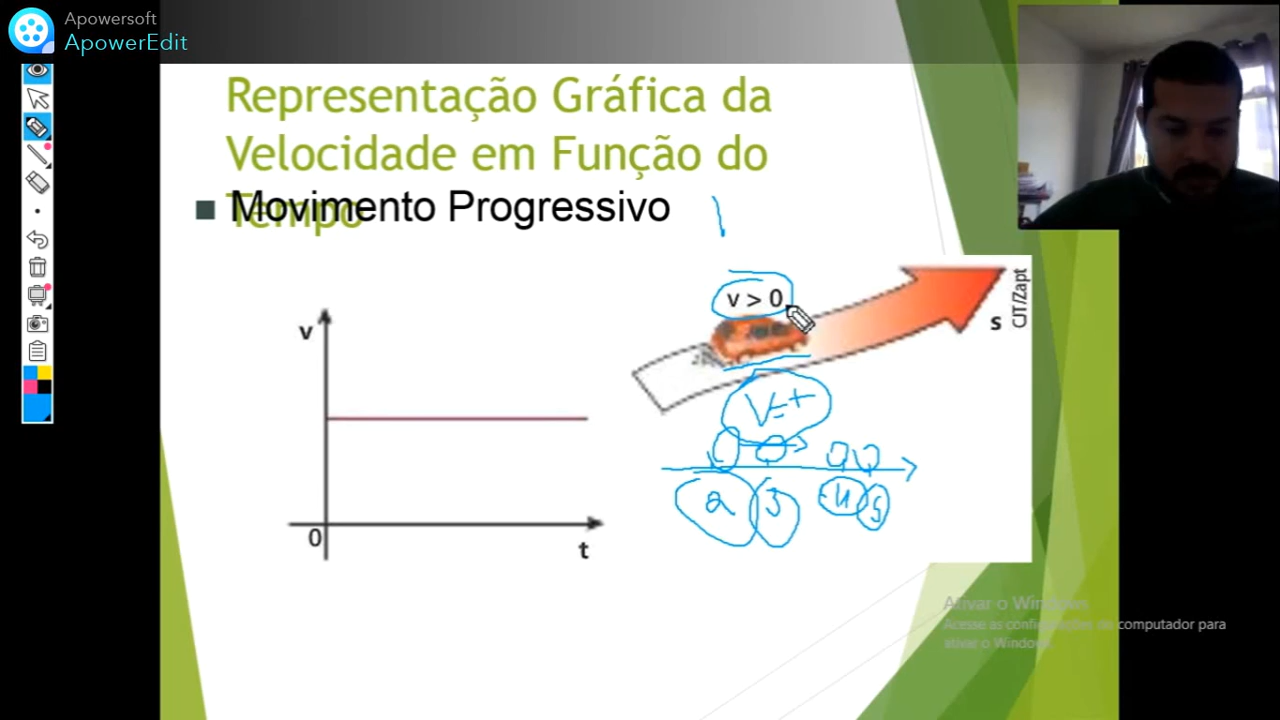 Apowersoft
ApowerEdit
Representação Gráfica da
Velocidade em Função do
Tempo
Movimento Progressivo
v > 0
v
0
t
s
CJT/Zapt
V=+
2 3 4 5
Ativar o Windows
Acesse as configurações do computador para
ativar o Windows.